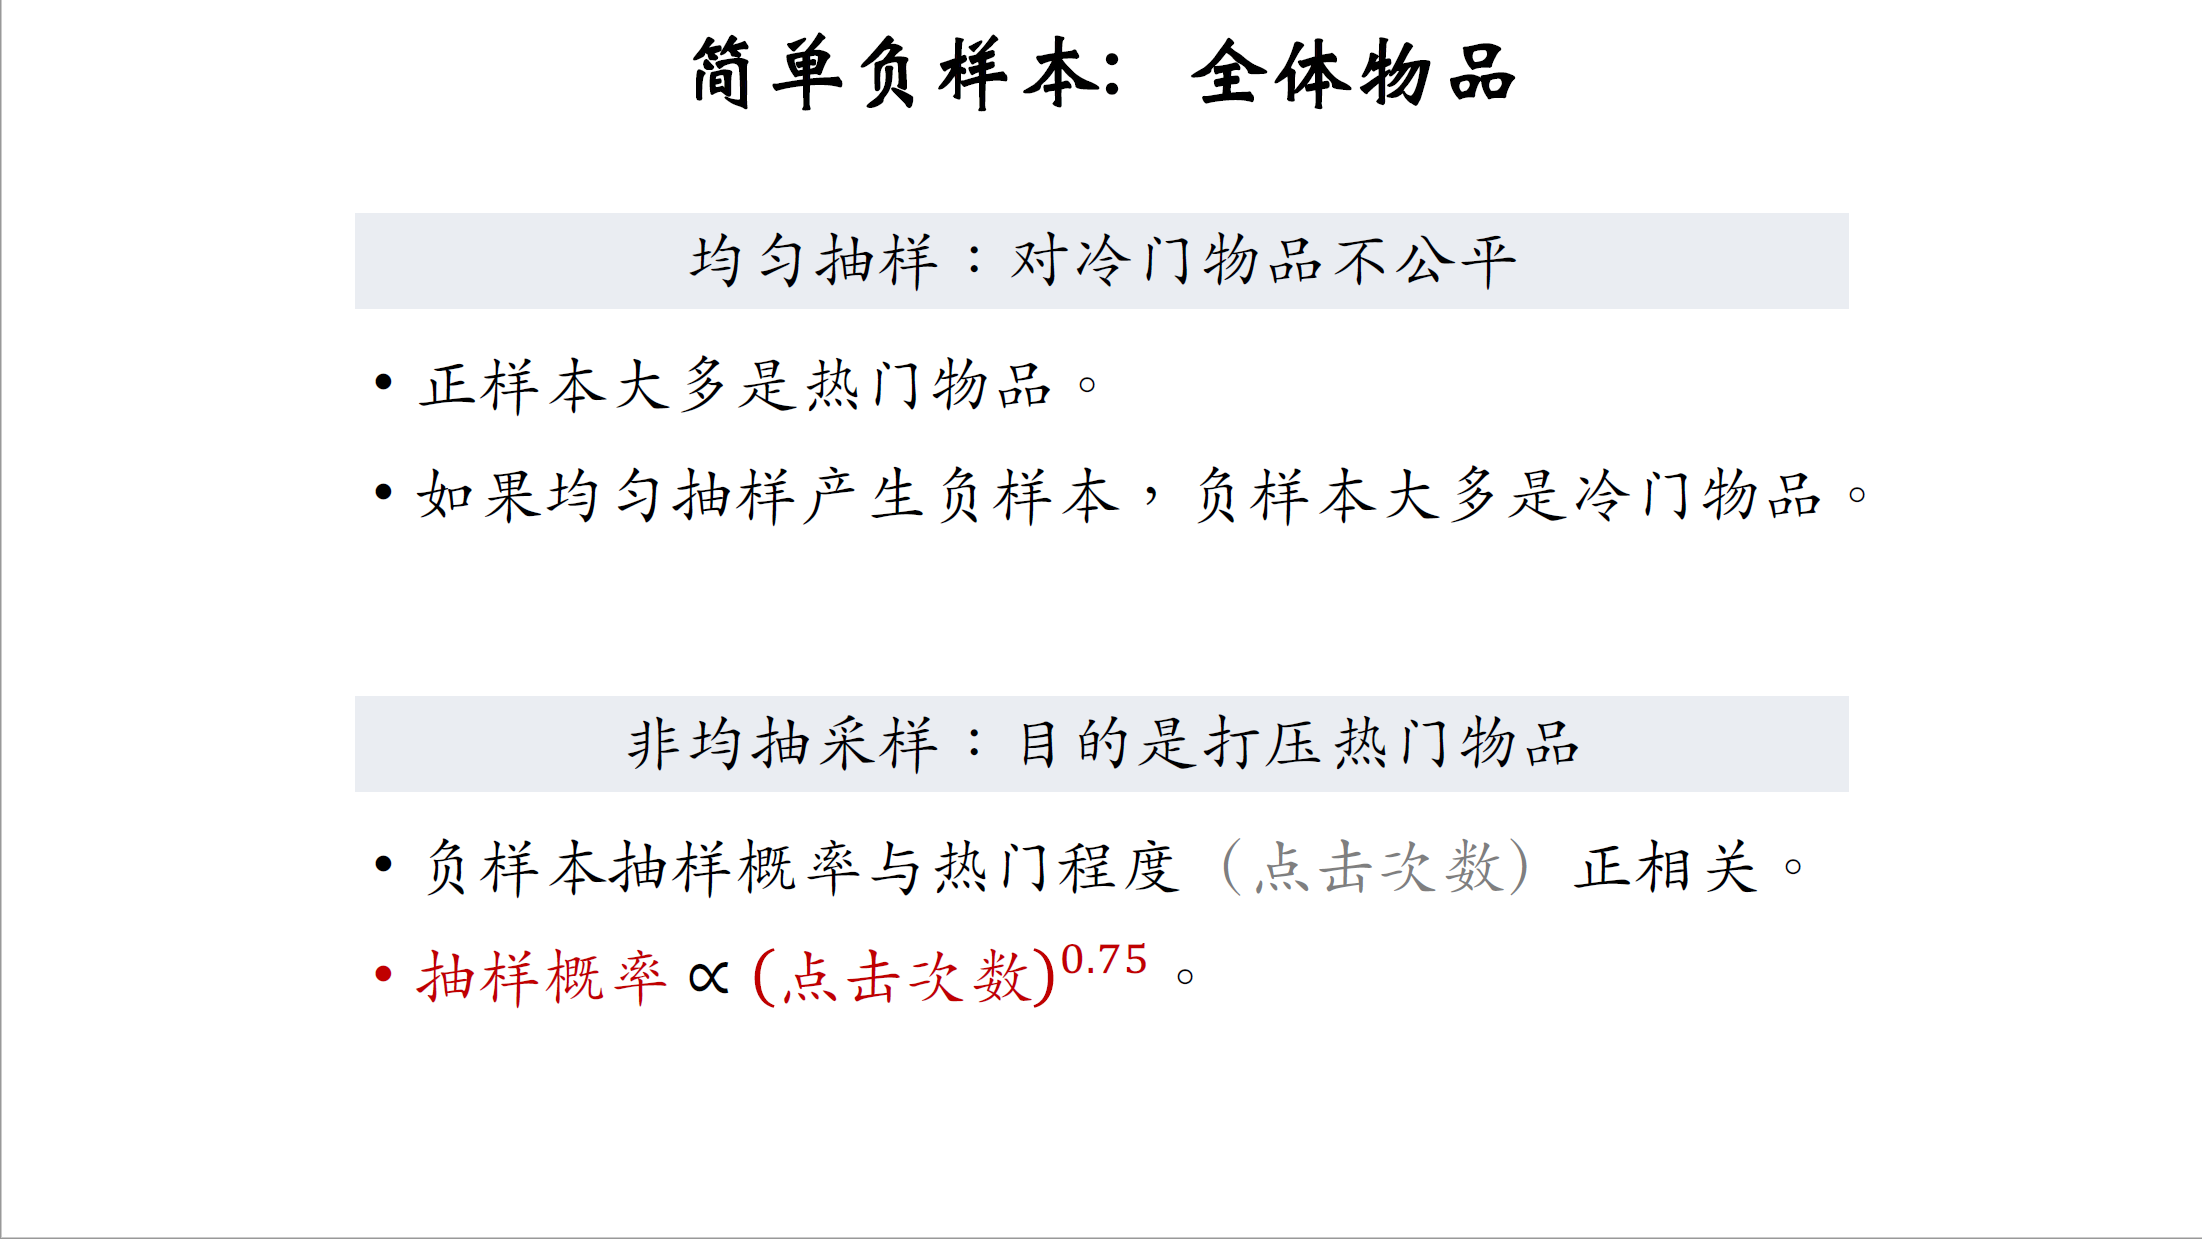 简单负样本：全体物品
均匀抽样：对冷门物品不公平
• 正样本大多是热门物品。
• 如果均匀抽样产生负样本，负样本大多是冷门物品。
非均抽采样：目的是打压热门物品
• 负样本抽样概率与热门程度（点击次数）正相关。
• 抽样概率 ∝ (点击次数)^0.75 。